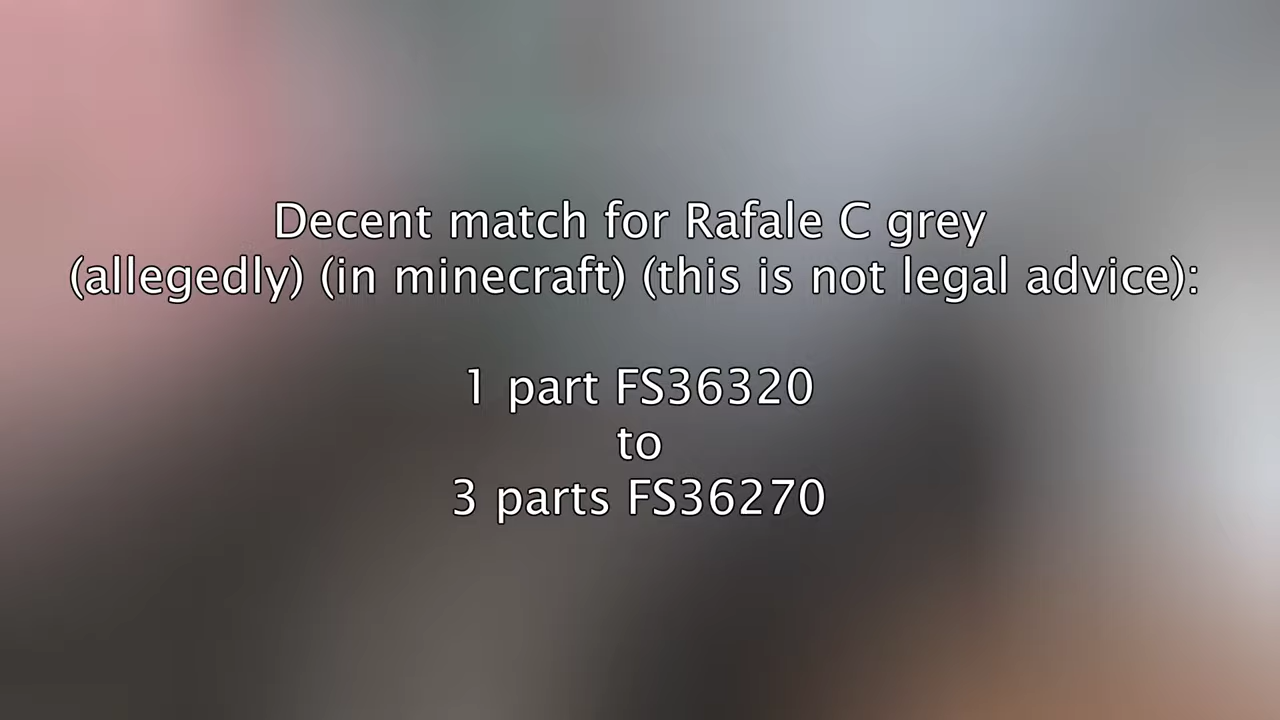 Decent match for Rafale C grey
(allegedly) (in minecraft) (this is not legal advice):
1 part FS36320
to
3 parts FS36270